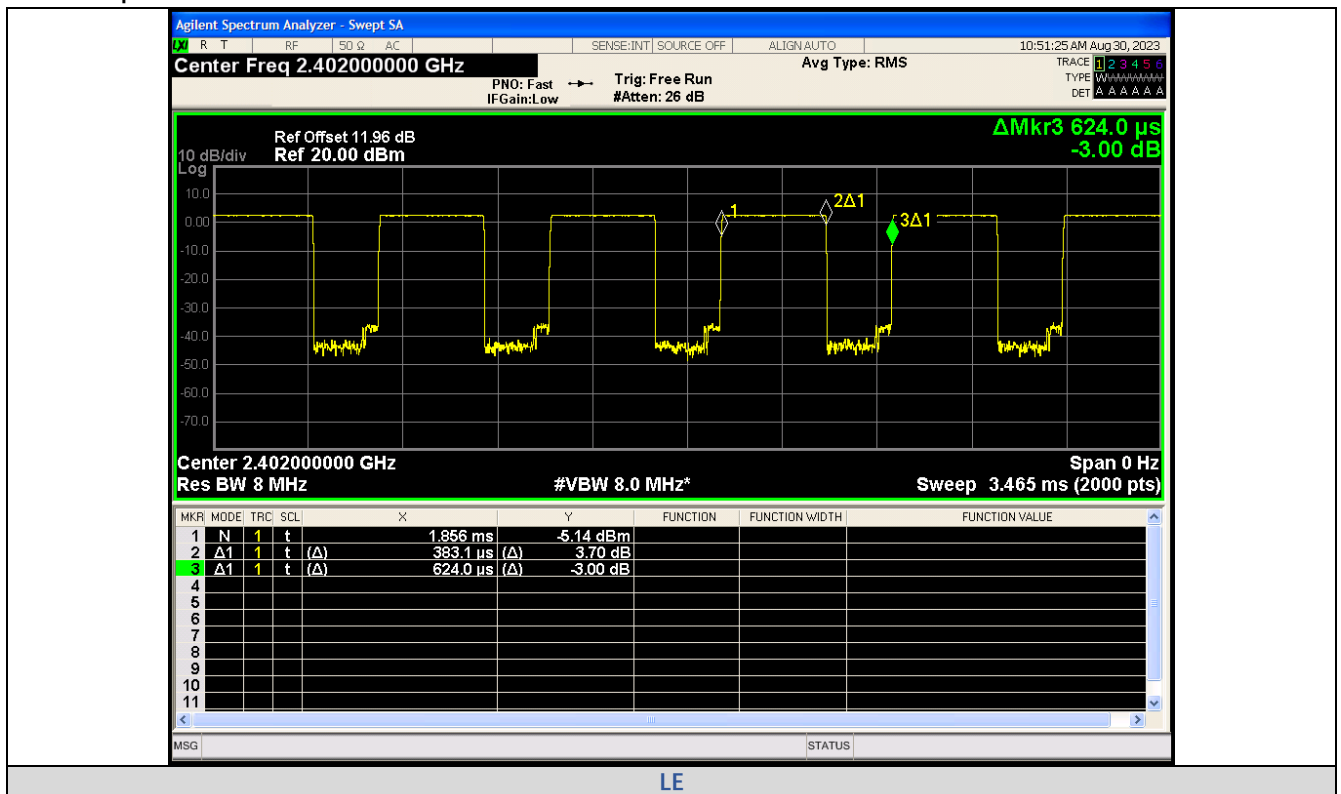 Agilent Spectrum Analyzer - Swept SA
LXI R T RF 50 Ω AC SENSE:INT SOURCE OFF ALIGN AUTO 10:51:25 AM Aug 30, 2023
Center Freq 2.402000000 GHz Avg Type: RMS TRACE 1 2 3 4 5 6
PNO: Fast Trig: Free Run TYPE WWWWWW
IFGain:Low #Atten: 26 dB DET A A A A A A
ΔMkr3 624.0 µs
Ref Offset 11.96 dB
10 dB/div Ref 20.00 dBm -3.00 dB
Log
10.0
0.00
-10.0
-20.0
-30.0
-40.0
-50.0
-60.0
-70.0
1
2Δ1
3Δ1
Center 2.402000000 GHz Span 0 Hz
Res BW 8 MHz #VBW 8.0 MHz* Sweep 3.465 ms (2000 pts)
MKR MODE TRC SCL X Y FUNCTION FUNCTION WIDTH FUNCTION VALUE
1 N 1 t 1.856 ms -5.14 dBm
2 Δ1 1 t (Δ) 383.1 µs (Δ) 3.70 dB
3 Δ1 1 t (Δ) 624.0 µs (Δ) -3.00 dB
4
5
6
7
8
9
10
11
MSG STATUS
LE